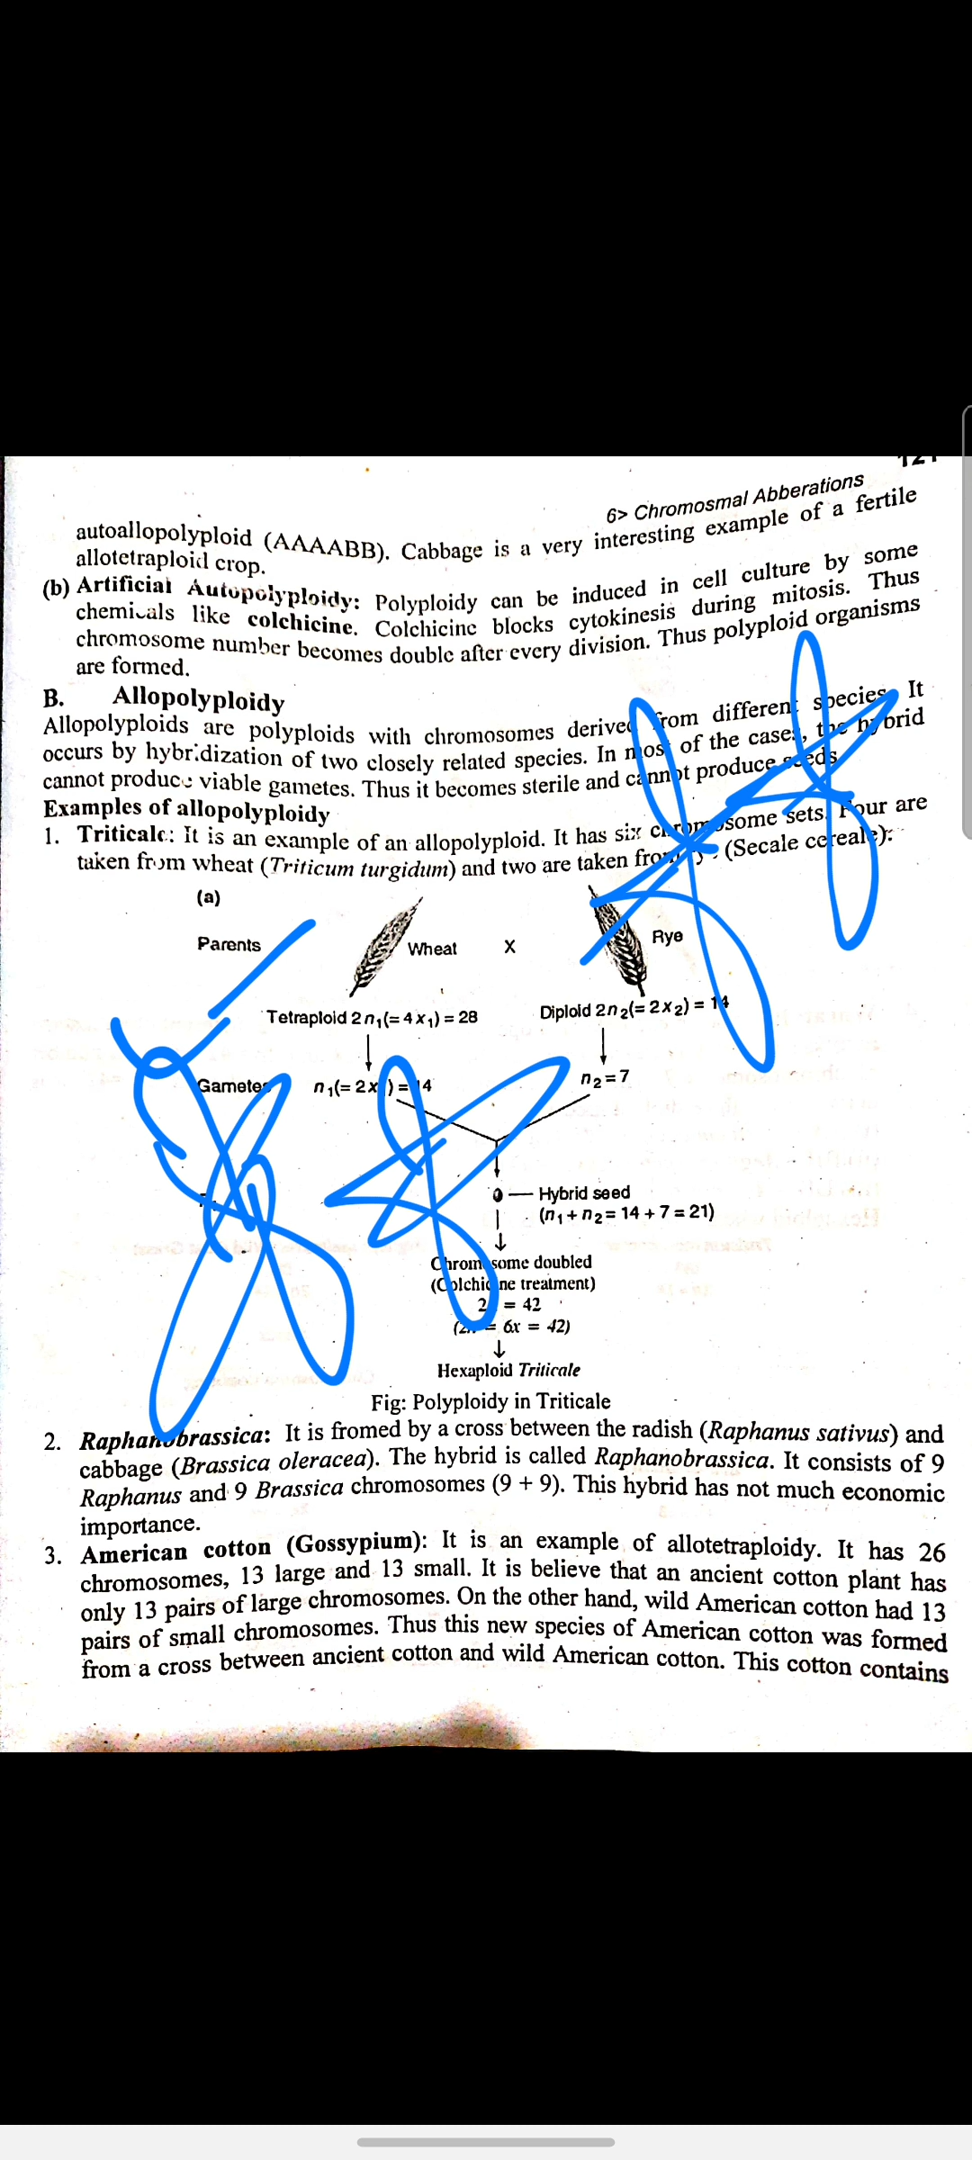 121
6> Chromosmal Abberations
autoallopolyploid (AAAABB). Cabbage is a very interesting example of a fertile
allotetraploid crop.
(b) Artificial Autopolyploidy: Polyploidy can be induced in cell culture by some
chemicals like colchicine. Colchicine blocks cytokinesis during mitosis. Thus
chromosome number becomes double after every division. Thus polyploid organisms
are formed.
B. Allopolyploidy
Allopolyploids are polyploids with chromosomes derived from different species. It
occurs by hybridization of two closely related species. In most of the cases, the hybrid
cannot produce viable gametes. Thus it becomes sterile and cannot produce seeds.
Examples of allopolyploidy
1. Triticale: It is an example of an allopolyploid. It has six chromosome sets. Four are
taken from wheat (Triticum turgidum) and two are taken from (Secale cereale):
(a)
Parents Wheat X Rye
Tetraploid 2n₁(= 4x₁) = 28 Diploid 2n₂(= 2x₂) = 14
Gametes n₁(= 2x₁) = 14 n₂ = 7
Hybrid seed
(n₁ + n₂ = 14 + 7 = 21)
Chromosome doubled
(Colchicine treatment)
2n = 42
(2n = 6x = 42)
Hexaploid Triticale
Fig: Polyploidy in Triticale
2. Raphanobrassica: It is fromed by a cross between the radish (Raphanus sativus) and
cabbage (Brassica oleracea). The hybrid is called Raphanobrassica. It consists of 9
Raphanus and 9 Brassica chromosomes (9 + 9). This hybrid has not much economic
importance.
3. American cotton (Gossypium): It is an example of allotetraploidy. It has 26
chromosomes, 13 large and 13 small. It is believe that an ancient cotton plant has
only 13 pairs of large chromosomes. On the other hand, wild American cotton had 13
pairs of small chromosomes. Thus this new species of American cotton was formed
from a cross between ancient cotton and wild American cotton. This cotton contains